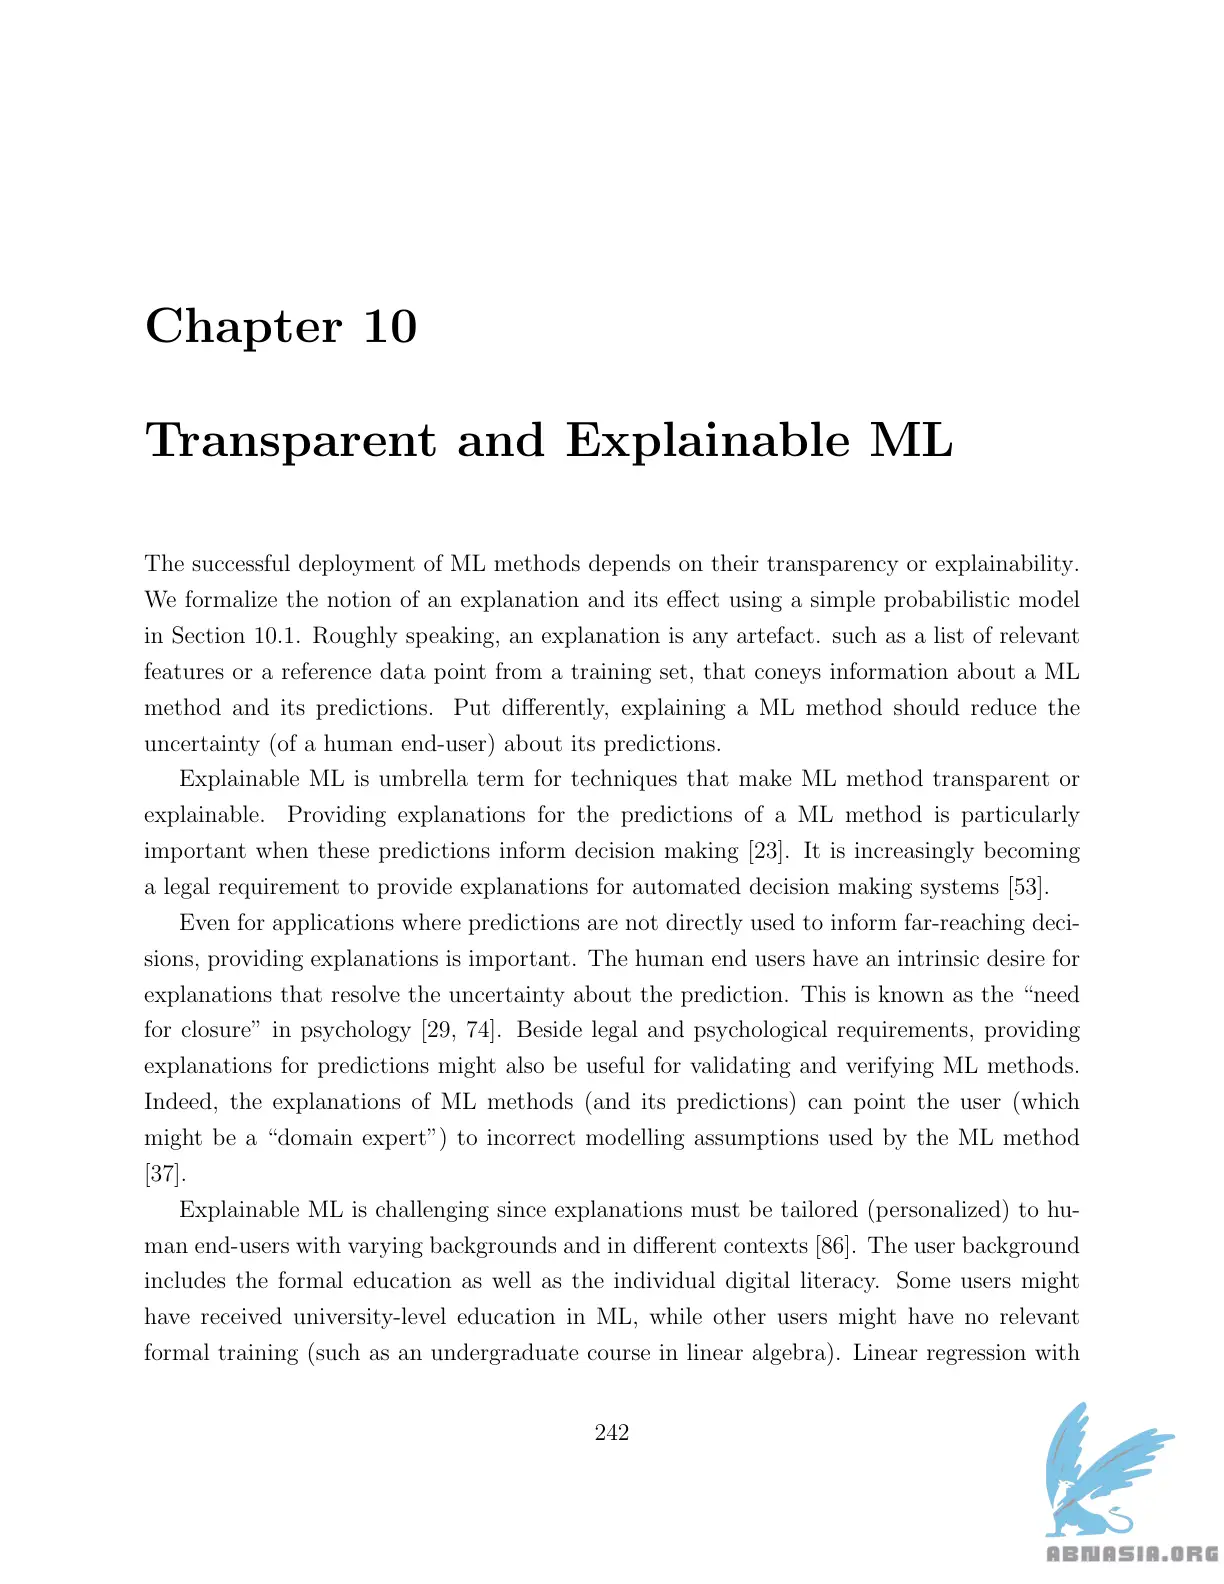 Chapter 10
Transparent and Explainable ML
The successful deployment of ML methods depends on their transparency or explainability.
We formalize the notion of an explanation and its effect using a simple probabilistic model
in Section 10.1. Roughly speaking, an explanation is any artefact. such as a list of relevant
features or a reference data point from a training set, that coneys information about a ML
method and its predictions. Put differently, explaining a ML method should reduce the
uncertainty (of a human end-user) about its predictions.
Explainable ML is umbrella term for techniques that make ML method transparent or
explainable. Providing explanations for the predictions of a ML method is particularly
important when these predictions inform decision making [23]. It is increasingly becoming
a legal requirement to provide explanations for automated decision making systems [53].
Even for applications where predictions are not directly used to inform far-reaching deci-
sions, providing explanations is important. The human end users have an intrinsic desire for
explanations that resolve the uncertainty about the prediction. This is known as the “need
for closure” in psychology [29, 74]. Beside legal and psychological requirements, providing
explanations for predictions might also be useful for validating and verifying ML methods.
Indeed, the explanations of ML methods (and its predictions) can point the user (which
might be a “domain expert”) to incorrect modelling assumptions used by the ML method
[37].
Explainable ML is challenging since explanations must be tailored (personalized) to hu-
man end-users with varying backgrounds and in different contexts [86]. The user background
includes the formal education as well as the individual digital literacy. Some users might
have received university-level education in ML, while other users might have no relevant
formal training (such as an undergraduate course in linear algebra). Linear regression with
242
ABNASIA.ORG